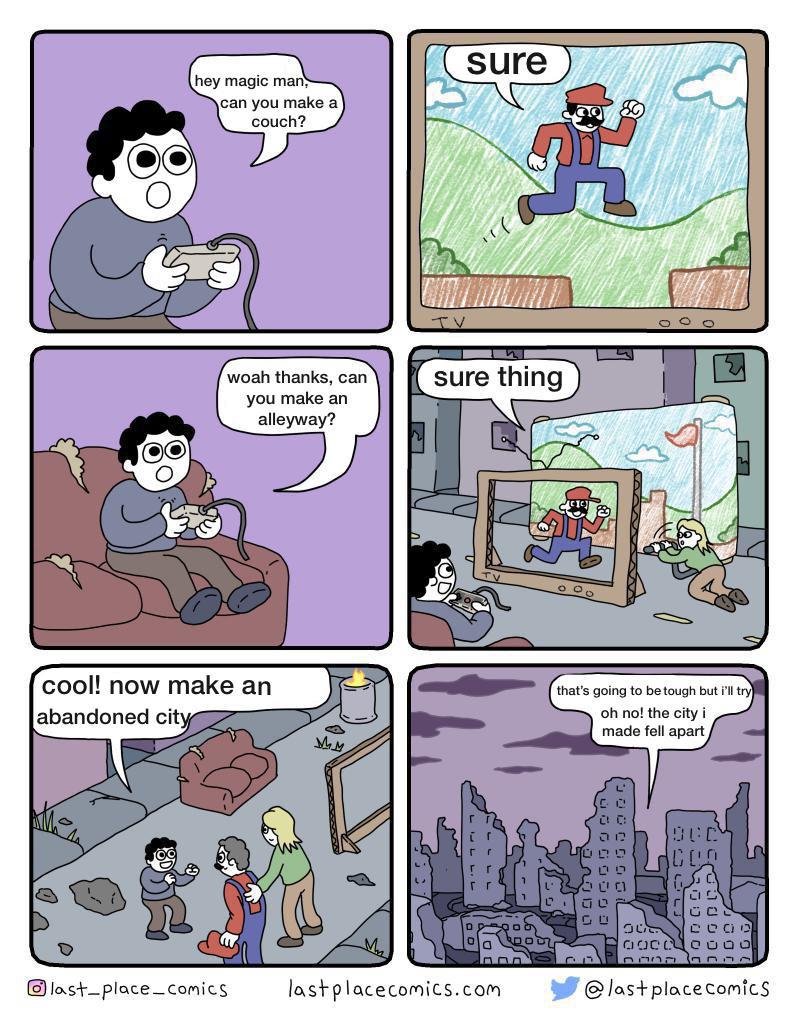 hey magic man,
can you make a
couch?
sure
TV
woah thanks, can
you make an
alleyway?
sure thing
TV
cool! now make an
abandoned city
that's going to be tough but i'll try
oh no! the city i
made fell apart
last_place_comics
lastplacecomics.com
@lastplacecomics